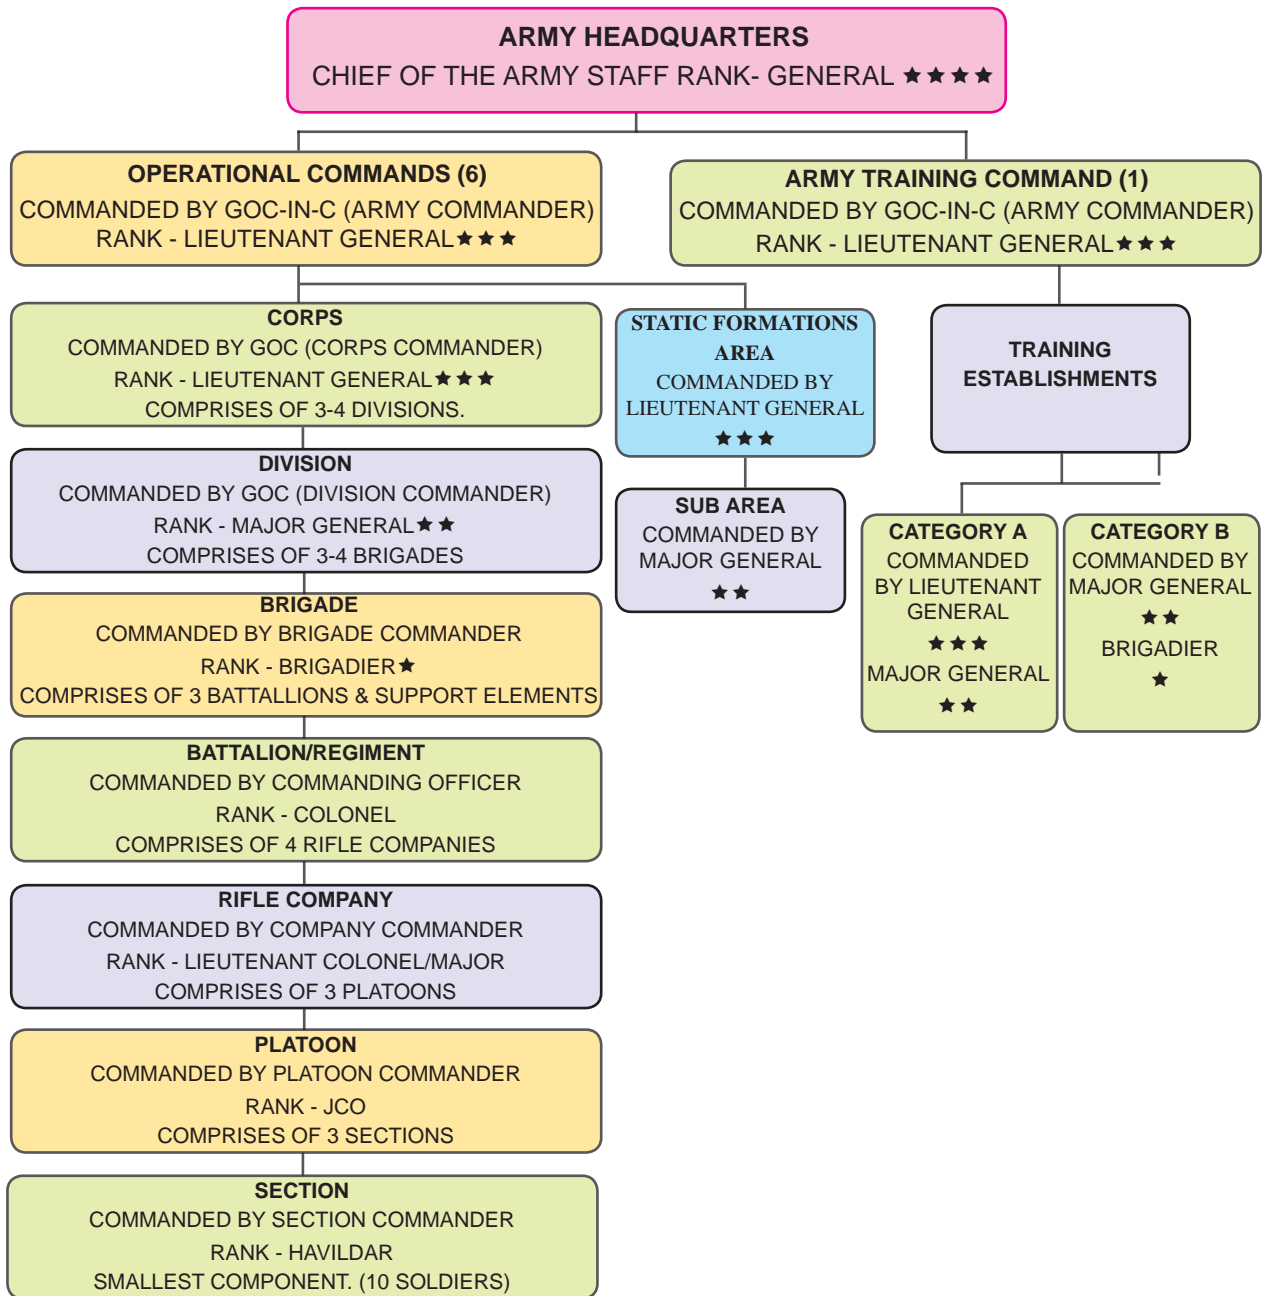 ARMY HEADQUARTERS
CHIEF OF THE ARMY STAFF RANK- GENERAL ★★★★
OPERATIONAL COMMANDS (6)
COMMANDED BY GOC-IN-C (ARMY COMMANDER)
RANK - LIEUTENANT GENERAL★★★
ARMY TRAINING COMMAND (1)
COMMANDED BY GOC-IN-C (ARMY COMMANDER)
RANK - LIEUTENANT GENERAL★★★
CORPS
COMMANDED BY GOC (CORPS COMMANDER)
RANK - LIEUTENANT GENERAL★★★
COMPRISES OF 3-4 DIVISIONS.
STATIC FORMATIONS
AREA
COMMANDED BY
LIEUTENANT GENERAL
★★★
TRAINING
ESTABLISHMENTS
DIVISION
COMMANDED BY GOC (DIVISION COMMANDER)
RANK - MAJOR GENERAL★★
COMPRISES OF 3-4 BRIGADES
SUB AREA
COMMANDED BY
MAJOR GENERAL
★★
CATEGORY A
COMMANDED
BY LIEUTENANT
GENERAL
★★★
MAJOR GENERAL
★★
CATEGORY B
COMMANDED BY
MAJOR GENERAL
★★
BRIGADIER
★
BRIGADE
COMMANDED BY BRIGADE COMMANDER
RANK - BRIGADIER★
COMPRISES OF 3 BATTALLIONS & SUPPORT ELEMENTS
BATTALION/REGIMENT
COMMANDED BY COMMANDING OFFICER
RANK - COLONEL
COMPRISES OF 4 RIFLE COMPANIES
RIFLE COMPANY
COMMANDED BY COMPANY COMMANDER
RANK - LIEUTENANT COLONEL/MAJOR
COMPRISES OF 3 PLATOONS
PLATOON
COMMANDED BY PLATOON COMMANDER
RANK - JCO
COMPRISES OF 3 SECTIONS
SECTION
COMMANDED BY SECTION COMMANDER
RANK - HAVILDAR
SMALLEST COMPONENT. (10 SOLDIERS)